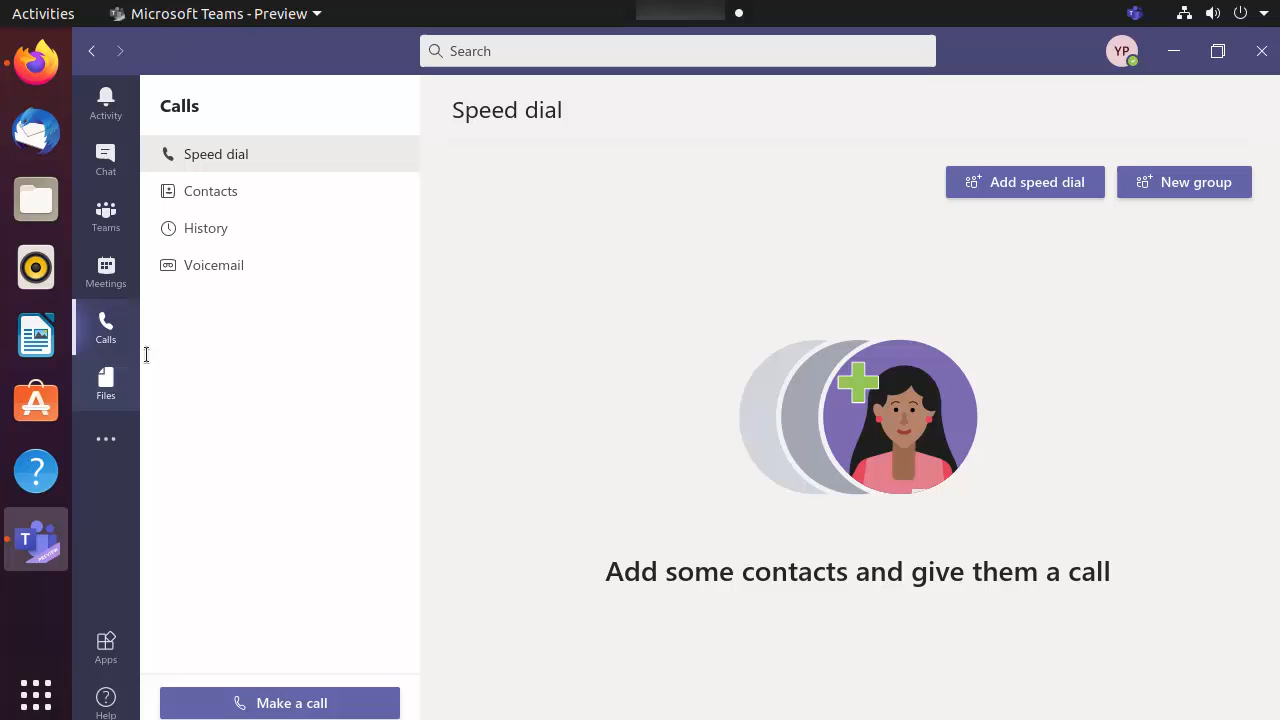 Activities
Microsoft Teams - Preview
Search
YP
Activity
Chat
Teams
Meetings
Calls
Files
Apps
Help
Calls
Speed dial
Contacts
History
Voicemail
Make a call
Speed dial
Add speed dial
New group
Add some contacts and give them a call
T
PREVIEW